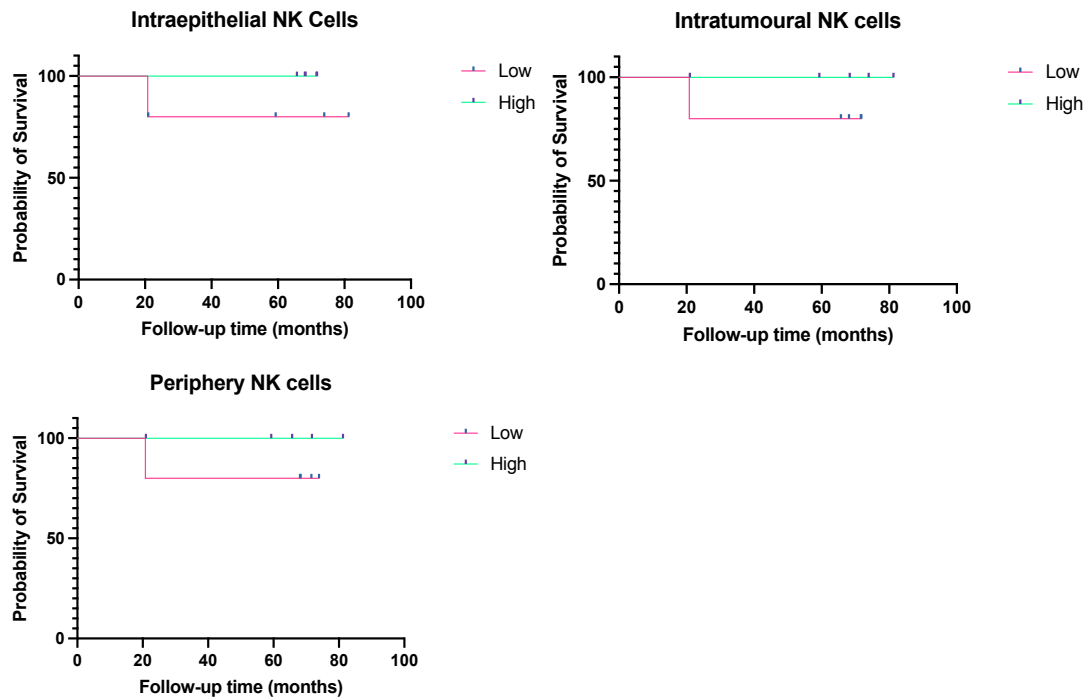 Intraepithelial NK Cells
Probability of Survival
100
50
0
0 20 40 60 80 100
Follow-up time (months)
Low
High
Intratumoural NK cells
Probability of Survival
100
50
0
0 20 40 60 80 100
Follow-up time (months)
Low
High
Periphery NK cells
Probability of Survival
100
50
0
0 20 40 60 80 100
Follow-up time (months)
Low
High